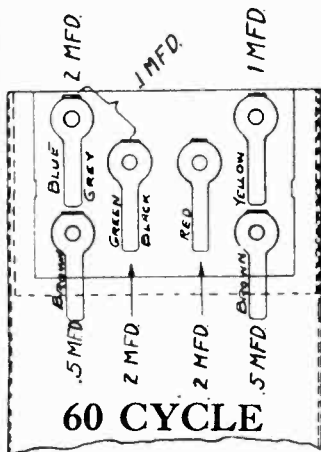 2 MFD.
.1 MFD.
1 MFD.
BLUE
GREY
GREEN
BLACK
RED
YELLOW
BROWN
BROWN
.5 MFD.
2 MFD.
2 MFD.
.5 MFD.
60 CYCLE